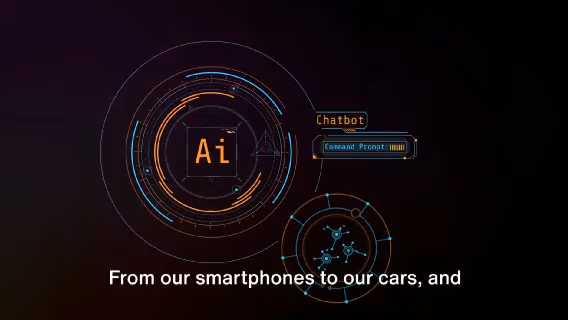 Chatbot
Ai
Command Prompt:
From our smartphones to our cars, and